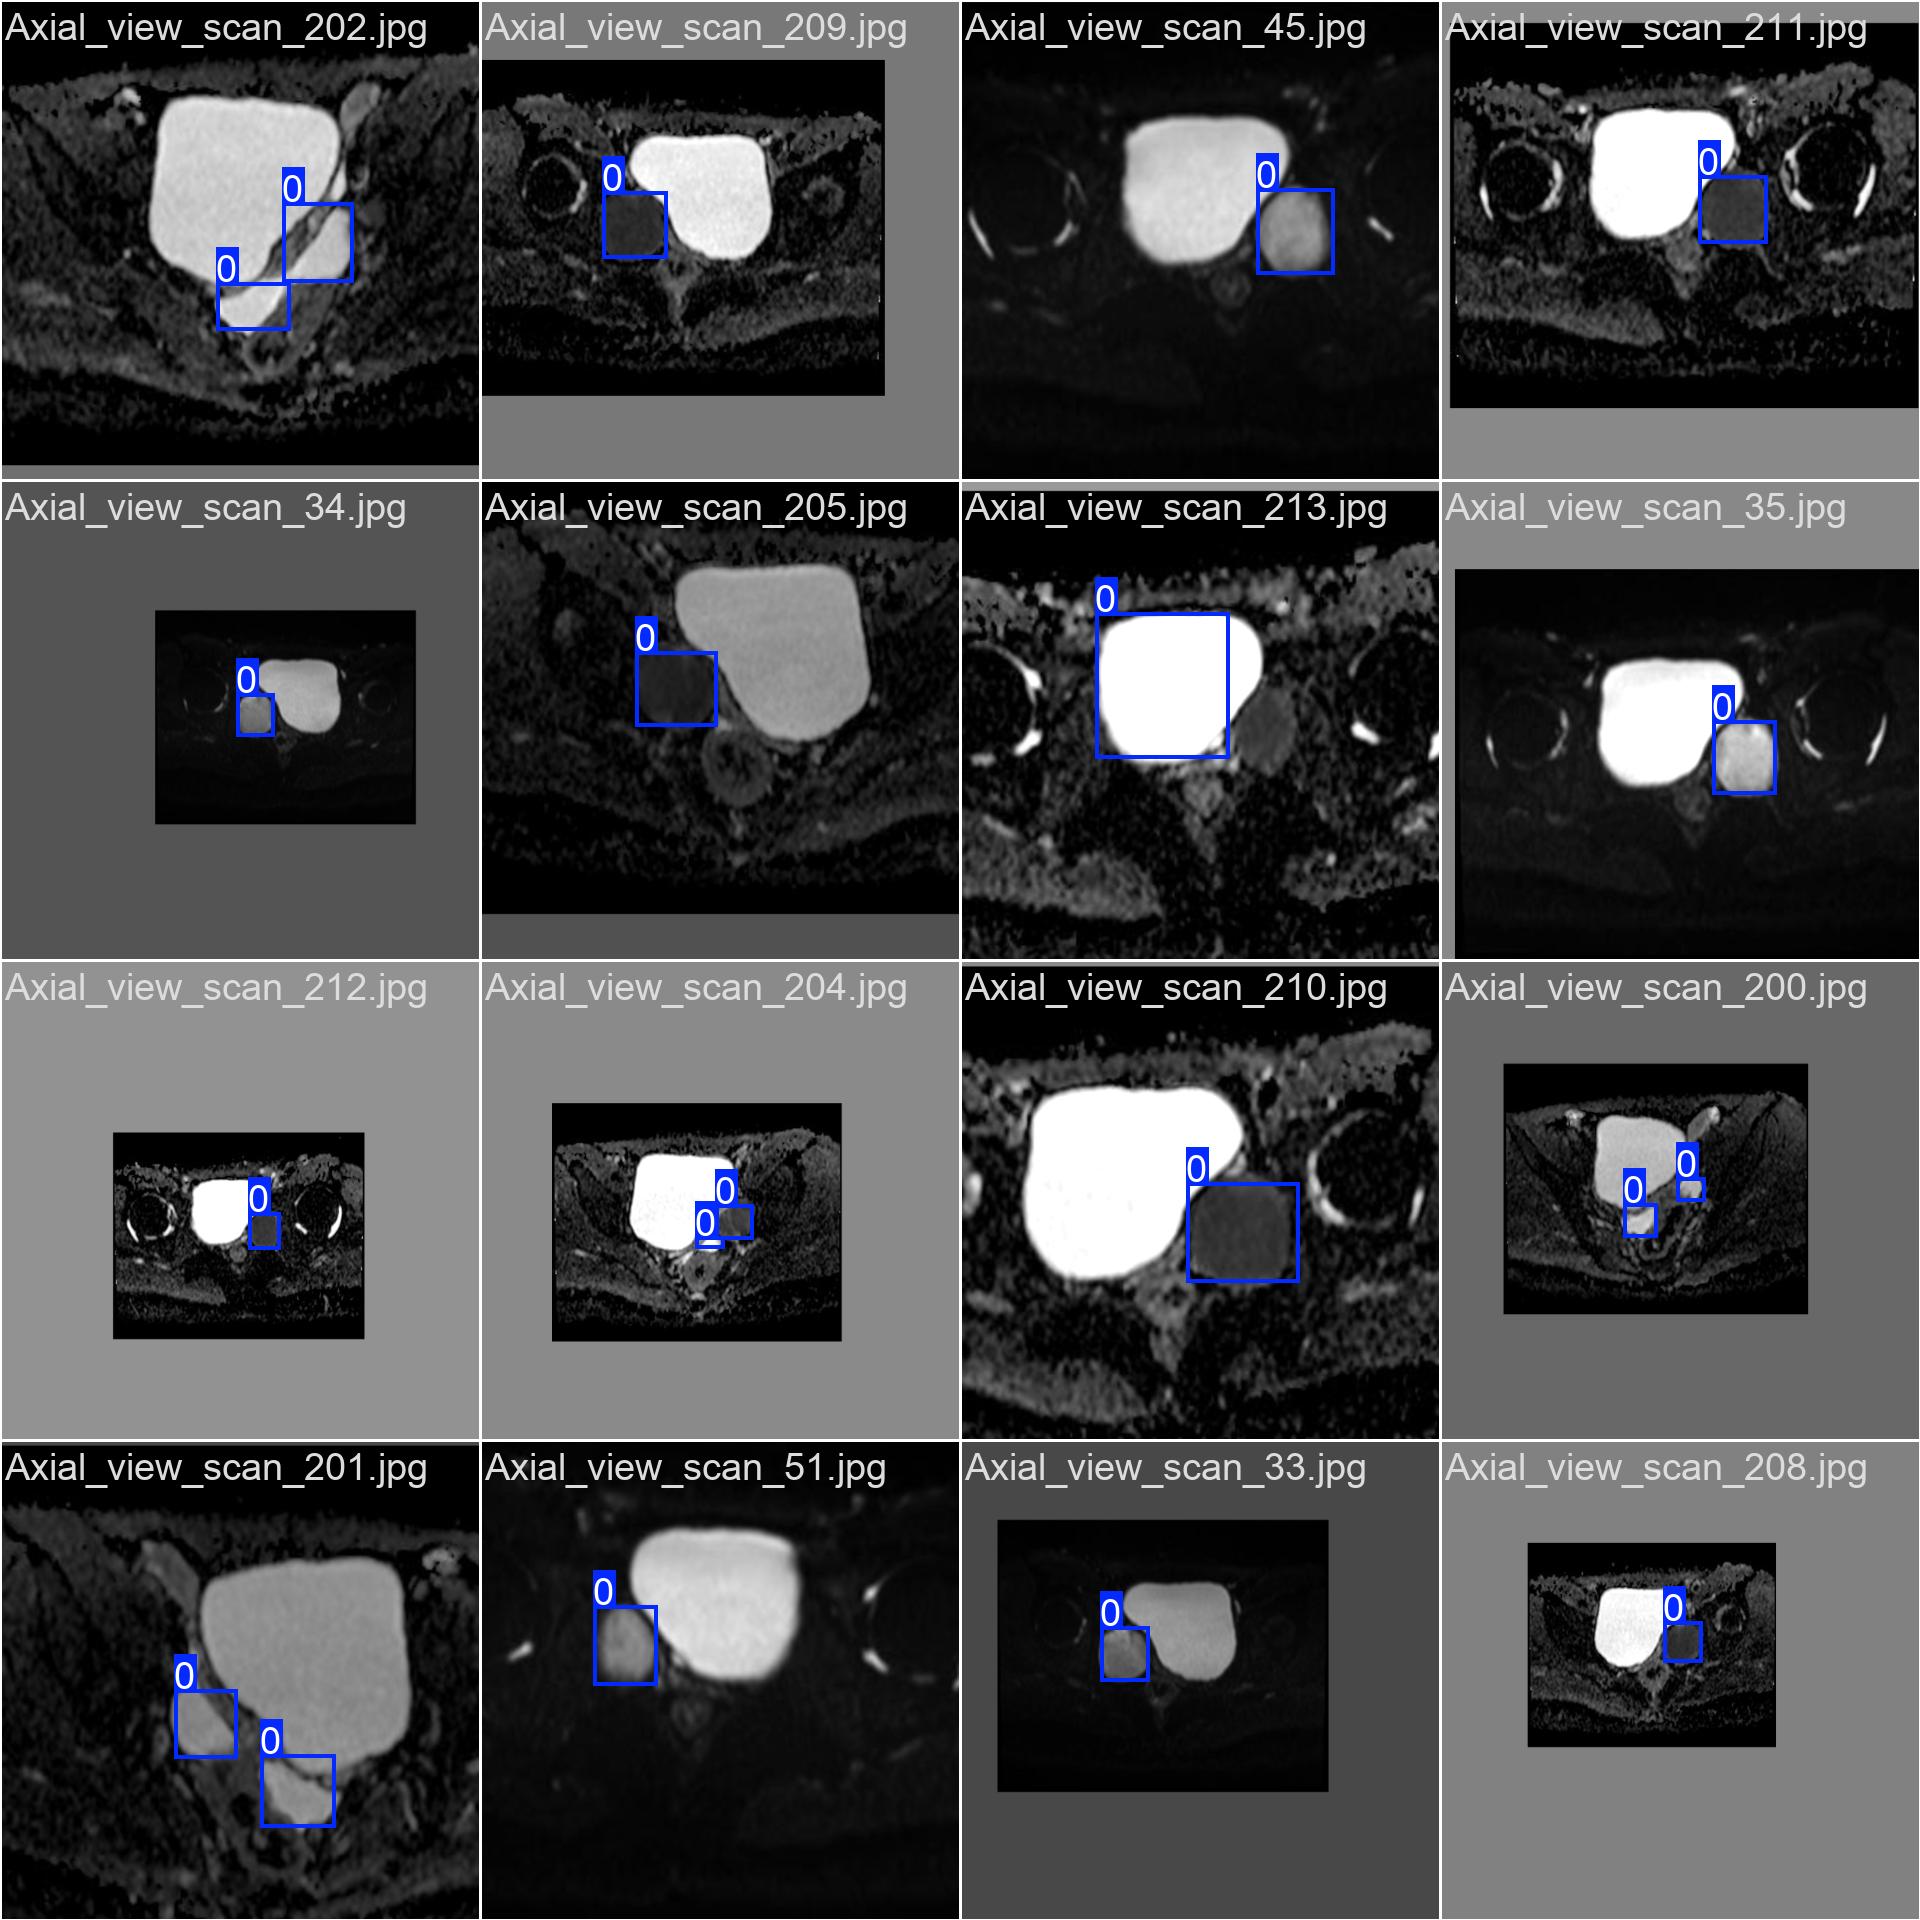 Axial_view_scan_202.jpg
Axial_view_scan_209.jpg
Axial_view_scan_45.jpg
Axial_view_scan_211.jpg
0
0
0
0
0
Axial_view_scan_34.jpg
Axial_view_scan_205.jpg
Axial_view_scan_213.jpg
Axial_view_scan_35.jpg
0
0
0
0
Axial_view_scan_212.jpg
Axial_view_scan_204.jpg
Axial_view_scan_210.jpg
Axial_view_scan_200.jpg
0
0
0
0
0
0
Axial_view_scan_201.jpg
Axial_view_scan_51.jpg
Axial_view_scan_33.jpg
Axial_view_scan_208.jpg
0
0
0
0
0